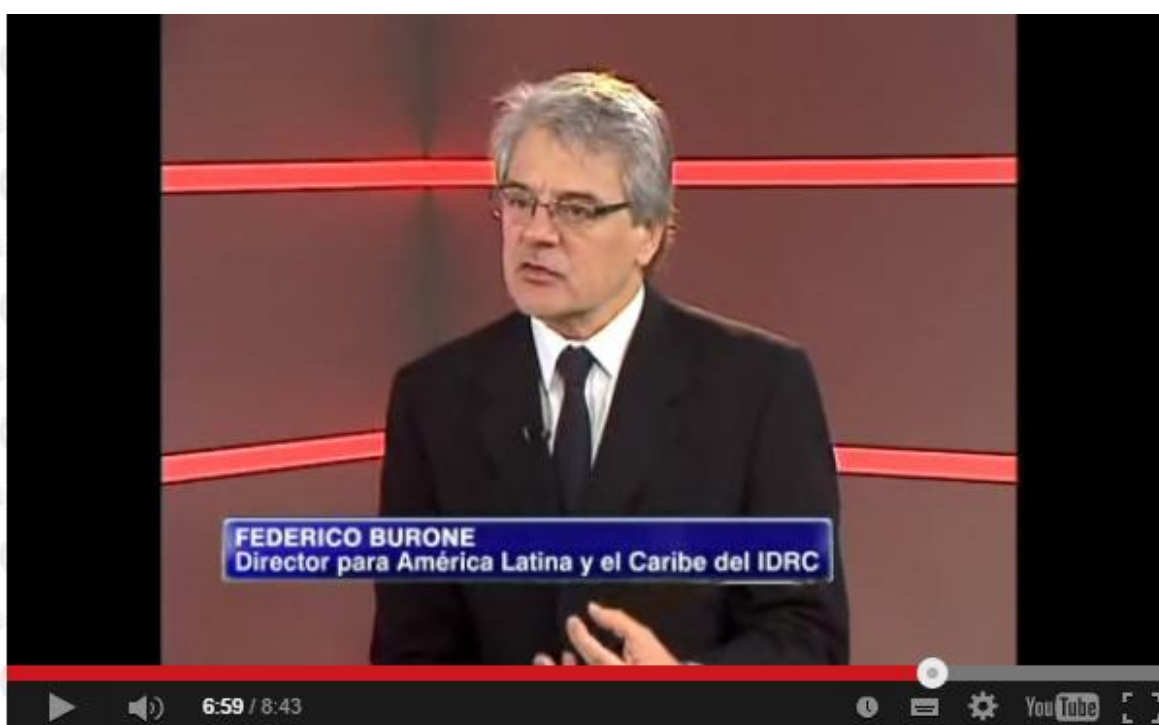 FEDERICO BURONE
Director para América Latina y el Caribe del IDRC
6:59 / 8:43
YouTube